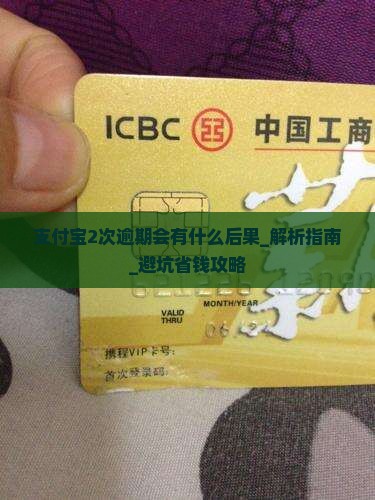 ICBC 中国工商
支付宝2次逾期会有什么后果_解析指南
_避坑省钱攻略
MONTH/YEAR
VALID
THRU
携程VIP卡号:
首次登录码: